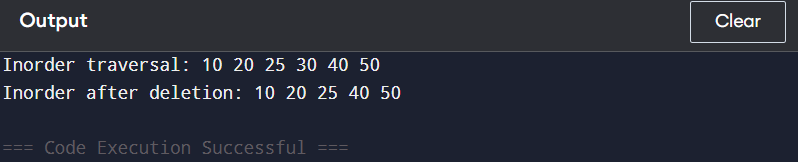 Output
Clear
Inorder traversal: 10 20 25 30 40 50
Inorder after deletion: 10 20 25 40 50
=== Code Execution Successful ===